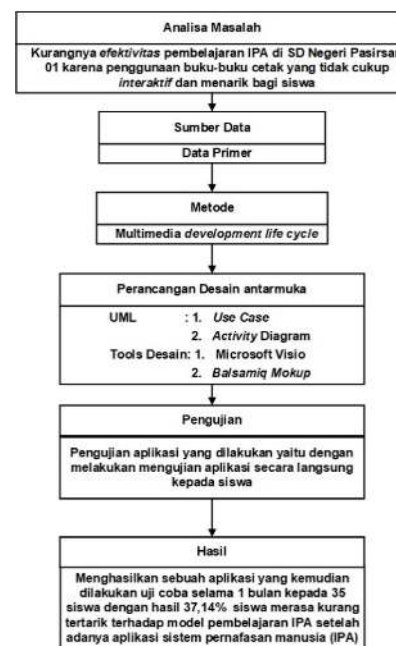 Analisa Masalah
Kurangnya efektivitas pembelajaran IPA di SD Negeri Pasirsari
01 karena penggunaan buku-buku cetak yang tidak cukup
interaktif dan menarik bagi siswa
Sumber Data
Data Primer
Metode
Multimedia development life cycle
Perancangan Desain antarmuka
UML : 1. Use Case
2. Activity Diagram
Tools Desain: 1. Microsoft Visio
2. Balsamiq Mokup
Pengujian
Pengujian aplikasi yang dilakukan yaitu dengan
melakukan mengujian aplikasi secara langsung
kepada siswa
Hasil
Menghasilkan sebuah aplikasi yang kemudian
dilakukan uji coba selama 1 bulan kepada 35
siswa dengan hasil 37,14% siswa merasa kurang
tertarik terhadap model pembelajaran IPA setelah
adanya aplikasi sistem pernafasan manusia (IPA)